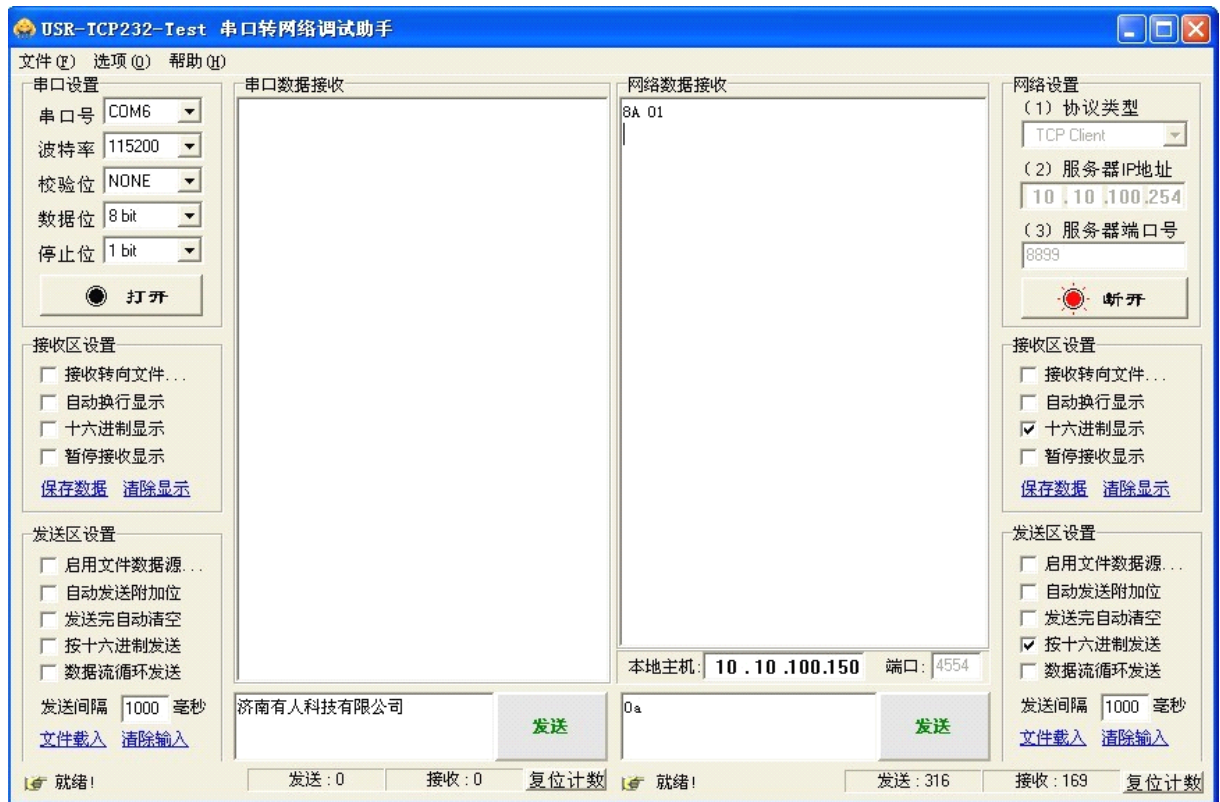 USR-TCP232-Test 串口转网络调试助手
文件(F) 选项(O) 帮助(H)
串口设置
串口号 COM6
波特率 115200
校验位 NONE
数据位 8 bit
停止位 1 bit
打开
接收区设置
接收转向文件...
自动换行显示
十六进制显示
暂停接收显示
保存数据 清除显示
发送区设置
启用文件数据源...
自动发送附加位
发送完自动清空
按十六进制发送
数据流循环发送
发送间隔 1000 毫秒
文件载入 清除输入
就绪!
串口数据接收
济南有人科技有限公司
发送
发送:0 接收:0 复位计数
网络数据接收
8A 01
本地主机: 10 .10 .100.150 端口: 4554
0a
发送
就绪!
发送:316 接收:169 复位计数
网络设置
(1) 协议类型
TCP Client
(2) 服务器IP地址
10 .10 .100.254
(3) 服务器端口号
8899
断开
接收区设置
接收转向文件...
自动换行显示
十六进制显示
暂停接收显示
保存数据 清除显示
发送区设置
启用文件数据源...
自动发送附加位
发送完自动清空
按十六进制发送
数据流循环发送
发送间隔 1000 毫秒
文件载入 清除输入